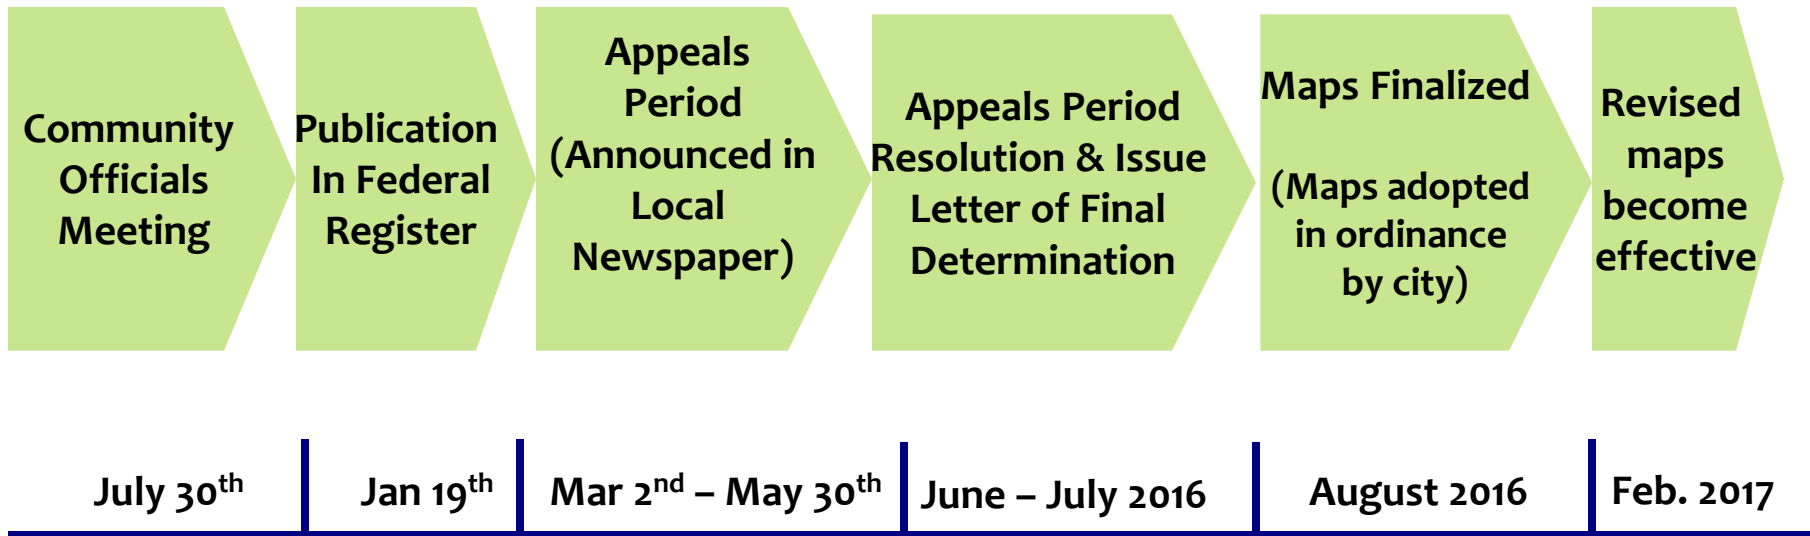 Community
Officials
Meeting
Publication
In Federal
Register
Appeals
Period
(Announced in
Local
Newspaper)
Appeals Period
Resolution & Issue
Letter of Final
Determination
Maps Finalized
(Maps adopted
in ordinance
by city)
Revised
maps
become
effective
July 30th
Jan 19th
Mar 2nd – May 30th
June – July 2016
August 2016
Feb. 2017